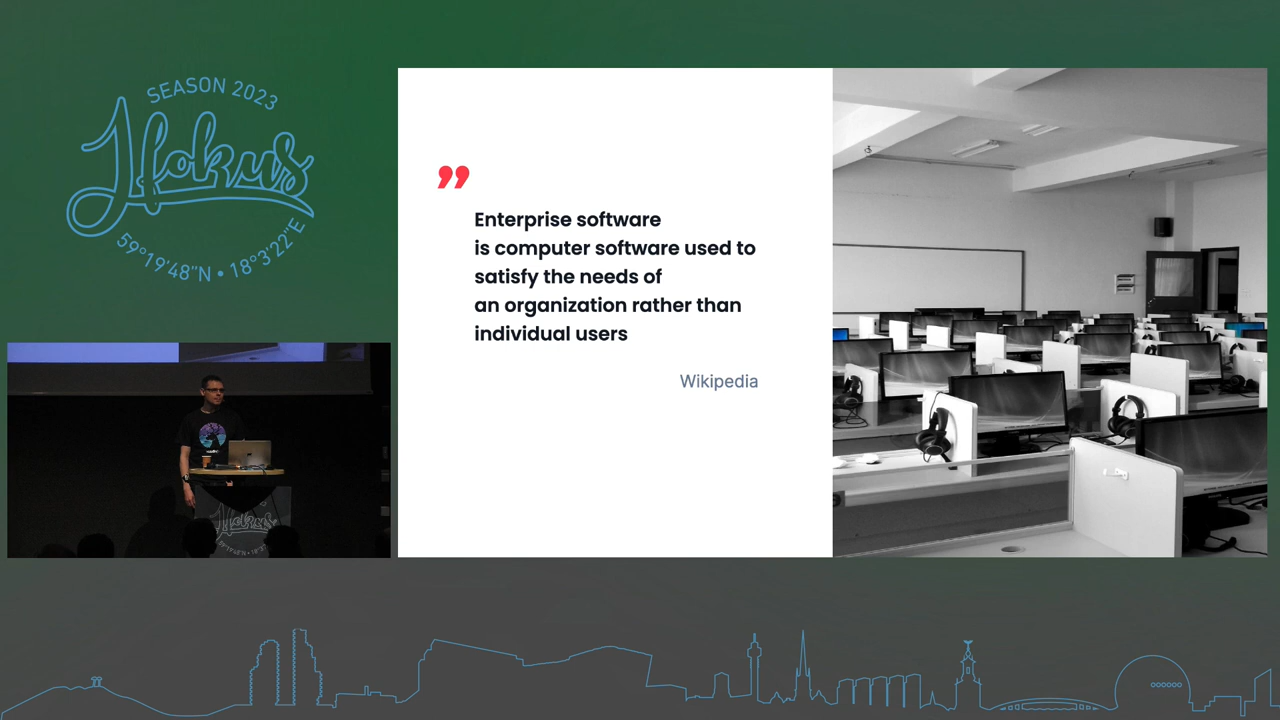 SEASON 2023
Hokus
59°19'48"N • 18°3'22"E
”
Enterprise software
is computer software used to
satisfy the needs of
an organization rather than
individual users
Wikipedia
Hokus